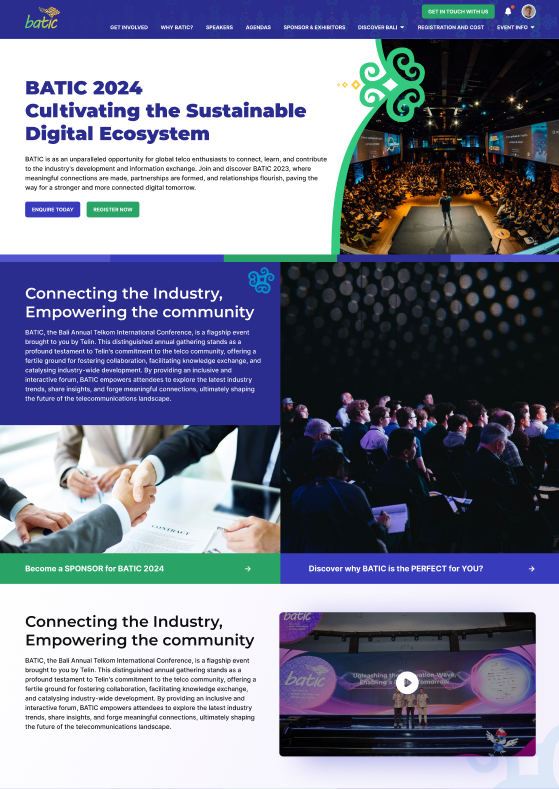 batic
GET IN TOUCH WITH US
GET INVOLVED
WHY BATIC?
SPEAKERS
AGENDAS
SPONSOR & EXHIBITORS
DISCOVER BALI
REGISTRATION AND COST
EVENT INFO
BATIC 2024
Cultivating the Sustainable
Digital Ecosystem
BATIC is as an unparalleled opportunity for global telco enthusiasts to connect, learn, and contribute
to the industry's development and information exchange. Join and discover BATIC 2023, where
meaningful connections are made, partnerships are formed, and relationships flourish, paving the
way for a stronger and more connected digital tomorrow.
ENQUIRE TODAY
REGISTER NOW
Connecting the Industry,
Empowering the community
BATIC, the Bali Annual Telkom International Conference, is a flagship event
brought to you by Telin. This distinguished annual gathering stands as a
profound testament to Telin's commitment to the telco community, offering a
fertile ground for fostering collaboration, facilitating knowledge exchange, and
catalysing industry-wide development. By providing an inclusive and
interactive forum, BATIC empowers attendees to explore the latest industry
trends, share insights, and forge meaningful connections, ultimately shaping
the future of the telecommunications landscape.
CONTRACT
Become a SPONSOR for BATIC 2024
Discover why BATIC is the PERFECT for YOU?
Connecting the Industry,
Empowering the community
BATIC, the Bali Annual Telkom International Conference, is a flagship event
brought to you by Telin. This distinguished annual gathering stands as a
profound testament to Telin's commitment to the telco community, offering a
fertile ground for fostering collaboration, facilitating knowledge exchange,
and catalysing industry-wide development. By providing an inclusive and
interactive forum, BATIC empowers attendees to explore the latest industry
trends, share insights, and forge meaningful connections, ultimately shaping
the future of the telecommunications landscape.
batic
batic
Unleashing the Wave,
Tomorrow